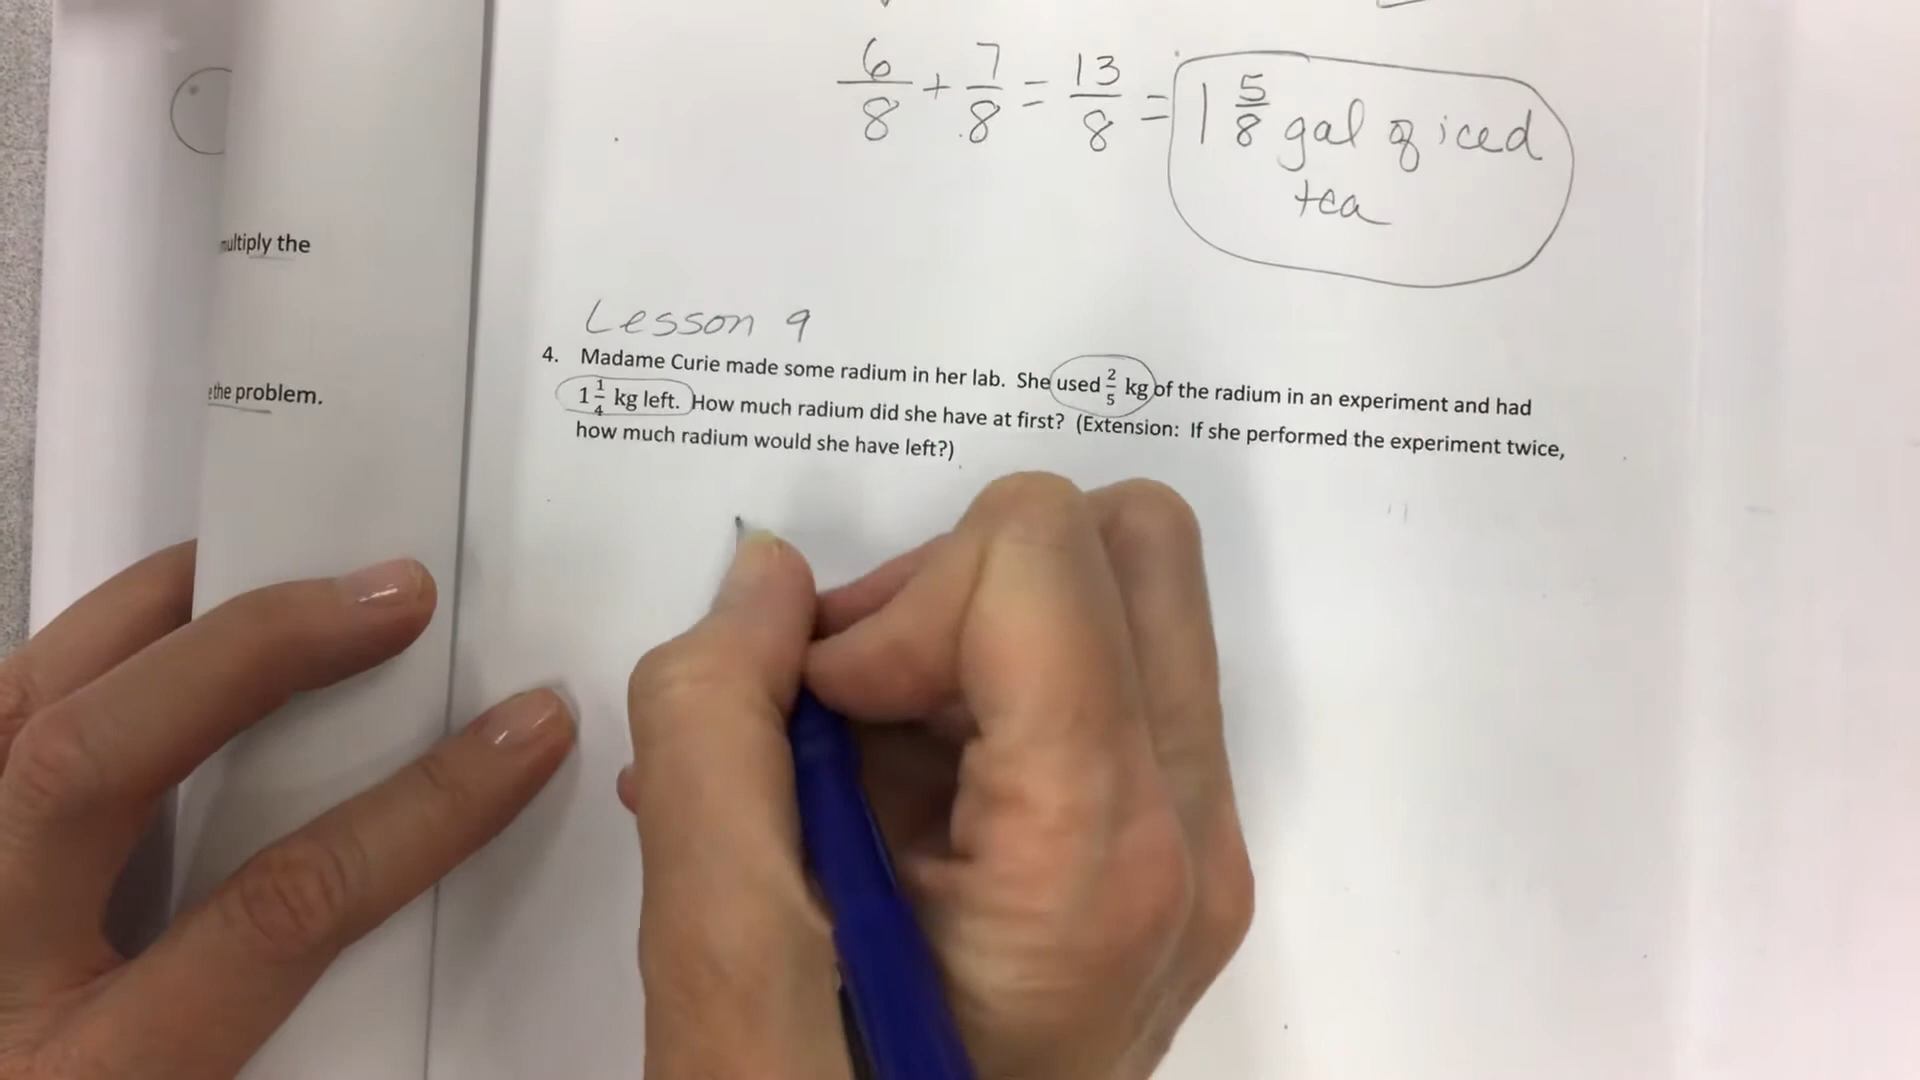 6/8 + 7/8 = 13/8 = 1 5/8 gal of iced
tea
multiply the
the problem.
Lesson 9
4. Madame Curie made some radium in her lab. She used 2/5 kg of the radium in an experiment and had
1 1/4 kg left. How much radium did she have at first? (Extension: If she performed the experiment twice,
how much radium would she have left?)